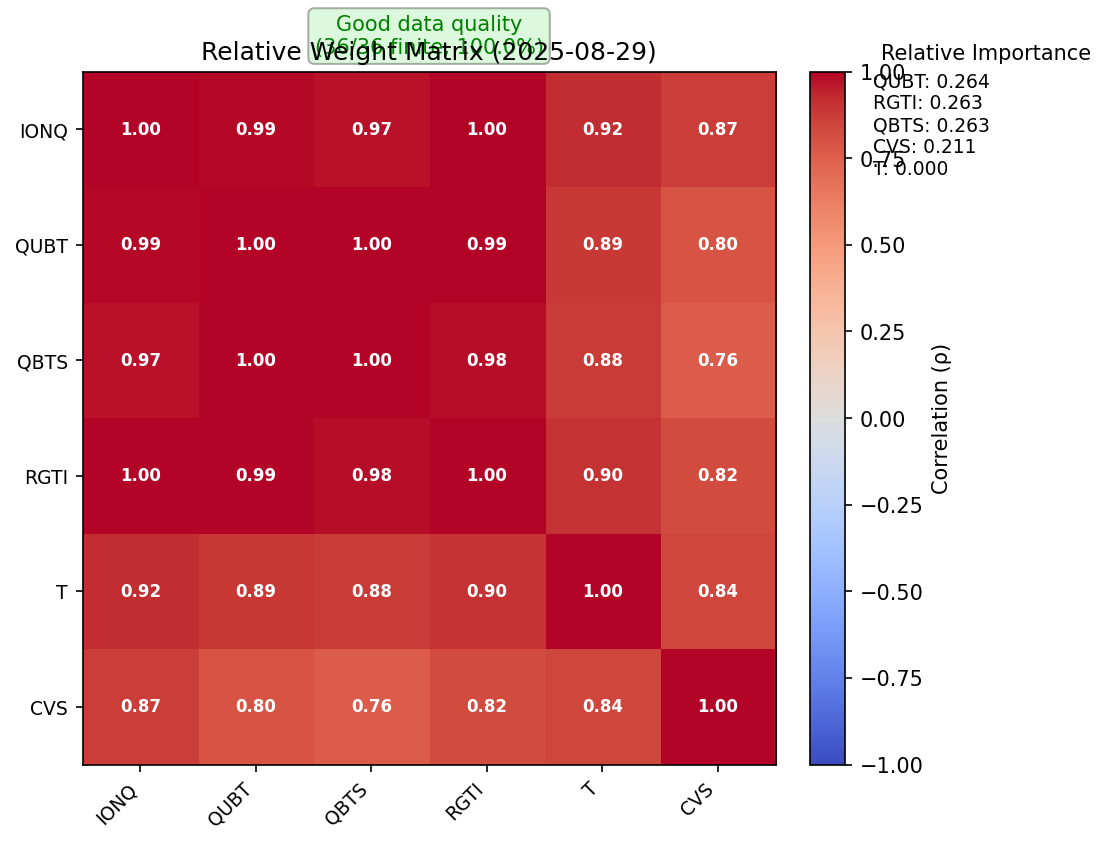 Good data quality
(36/36 finite, 100.0%)
Relative Weight Matrix (2025-08-29)
Relative Importance
QUBT: 0.264
RGTI: 0.263
QBTS: 0.263
CVS: 0.211
T: 0.000
IONQ 1.00 0.99 0.97 1.00 0.92 0.87
QUBT 0.99 1.00 1.00 0.99 0.89 0.80
QBTS 0.97 1.00 1.00 0.98 0.88 0.76
RGTI 1.00 0.99 0.98 1.00 0.90 0.82
T 0.92 0.89 0.88 0.90 1.00 0.84
CVS 0.87 0.80 0.76 0.82 0.84 1.00
IONQ QUBT QBTS RGTI T CVS
1.00
0.75
0.50
0.25
0.00
−0.25
−0.50
−0.75
−1.00
Correlation (ρ)